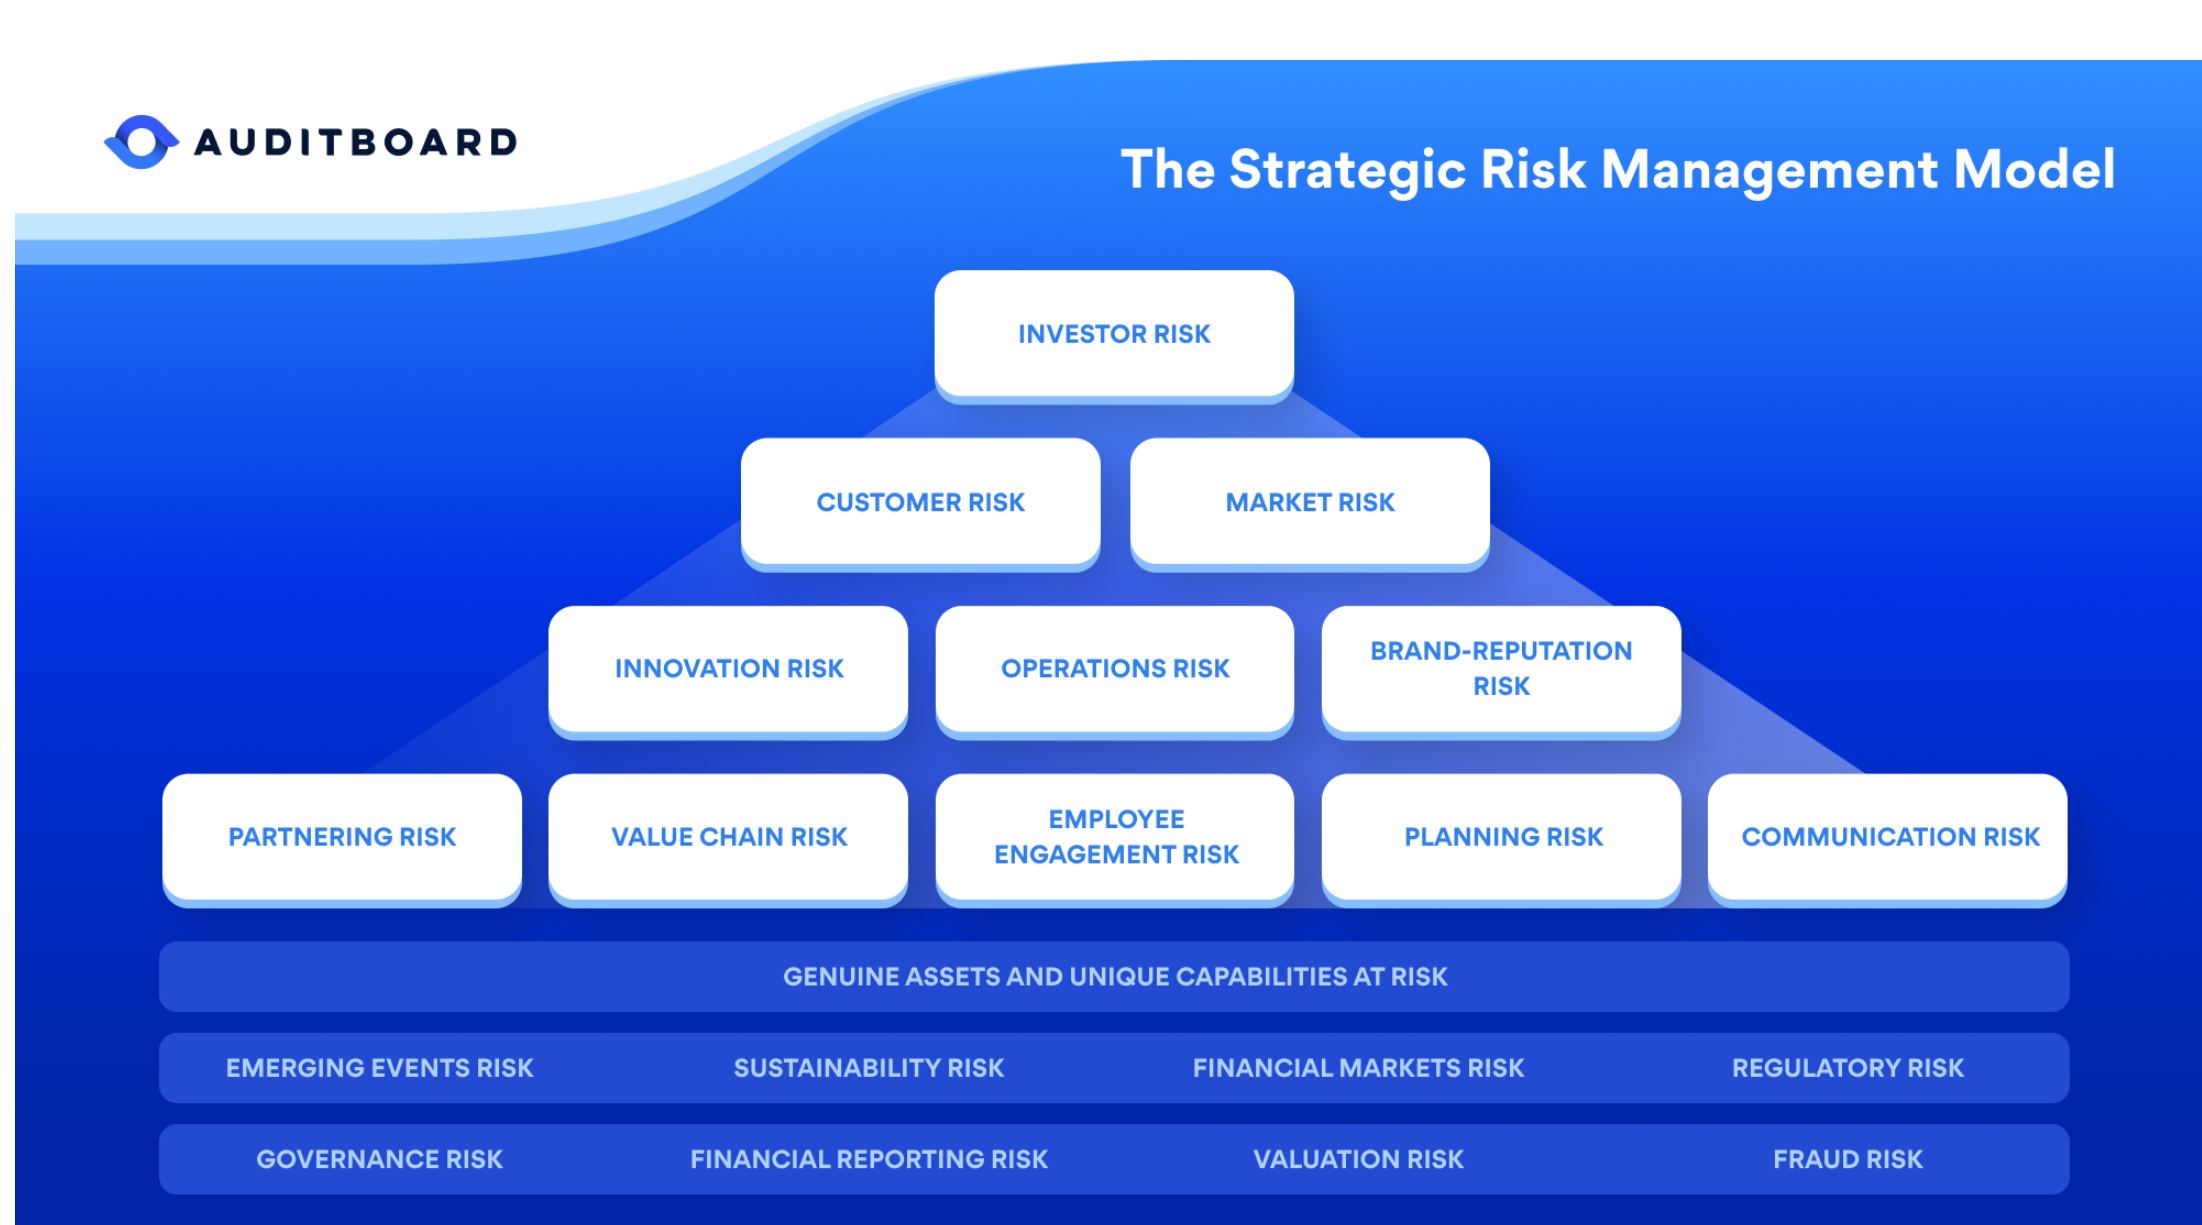 AUDITBOARD
The Strategic Risk Management Model
INVESTOR RISK
CUSTOMER RISK
MARKET RISK
INNOVATION RISK
OPERATIONS RISK
BRAND-REPUTATION
RISK
PARTNERING RISK
VALUE CHAIN RISK
EMPLOYEE
ENGAGEMENT RISK
PLANNING RISK
COMMUNICATION RISK
GENUINE ASSETS AND UNIQUE CAPABILITIES AT RISK
EMERGING EVENTS RISK
SUSTAINABILITY RISK
FINANCIAL MARKETS RISK
REGULATORY RISK
GOVERNANCE RISK
FINANCIAL REPORTING RISK
VALUATION RISK
FRAUD RISK